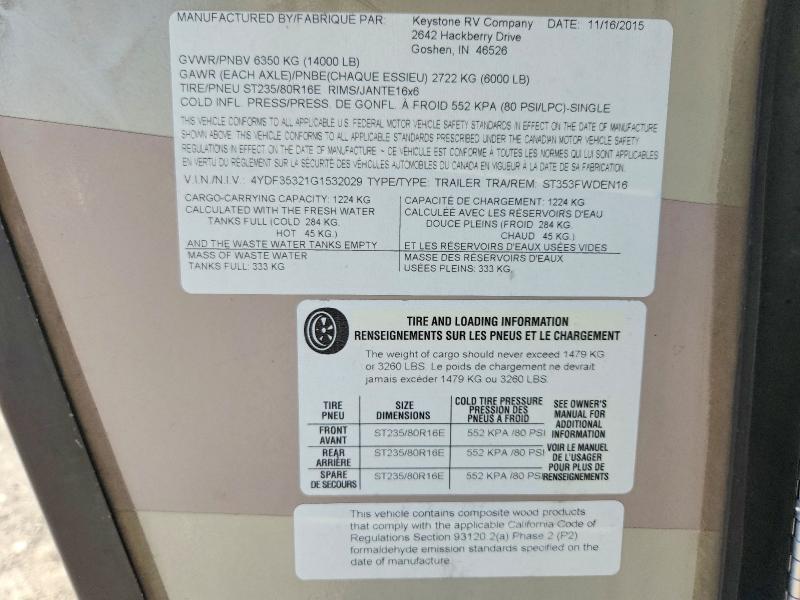 MANUFACTURED BY/FABRIQUÉ PAR: Keystone RV Company DATE: 11/16/2015
2642 Hackberry Drive
Goshen, IN 46526
GVWR/PNBV 6350 KG (14000 LB)
GAWR (EACH AXLE)/PNBE(CHAQUE ESSIEU) 2722 KG (6000 LB)
TIRE/PNEU ST235/80R16E RIMS/JANTE16x6
COLD INFL. PRESS/PRESS. DE GONFL. À FROID 552 KPA (80 PSI/LPC)-SINGLE
THIS VEHICLE CONFORMS TO ALL APPLICABLE U.S. FEDERAL MOTOR VEHICLE SAFETY STANDARDS IN EFFECT ON THE DATE OF MANUFACTURE
SHOWN ABOVE. THIS VEHICLE CONFORMS TO ALL APPLICABLE STANDARDS PRESCRIBED UNDER THE CANADIAN MOTOR VEHICLE SAFETY
REGULATIONS IN EFFECT ON THE DATE OF MANUFACTURE ~ CE VÉHICULE EST CONFORME À TOUTES LES NORMES QUI LUI SONT APPLICABLES
EN VERTU DU RÈGLEMENT SUR LA SÉCURITÉ DES VÉHICULES AUTOMOBILES DU CANADA EN VIGUEUR À LA DATE DE SA FABRICATION.
V.I.N./N.I.V.: 4YDF35321G1532029 TYPE/TYPE: TRAILER TRA/REM: ST353FWDEN16
CARGO-CARRYING CAPACITY: 1224 KG
CALCULATED WITH THE FRESH WATER
TANKS FULL (COLD 284 KG.
HOT 45 KG.)
AND THE WASTE WATER TANKS EMPTY
MASS OF WASTE WATER
TANKS FULL: 333 KG
CAPACITÉ DE CHARGEMENT: 1224 KG
CALCULÉE AVEC LES RÉSERVOIRS D'EAU
DOUCE PLEINS (FROID 284 KG.
CHAUD 45 KG.)
ET LES RÉSERVOIRS D'EAUX USÉES VIDES
MASSE DES RÉSERVOIRS D'EAUX
USÉES PLEINS: 333 KG.
TIRE AND LOADING INFORMATION
RENSEIGNEMENTS SUR LES PNEUS ET LE CHARGEMENT
The weight of cargo should never exceed 1479 KG
or 3260 LBS. Le poids de chargement ne devrait
jamais excéder 1479 KG ou 3260 LBS.
TIRE
PNEU
SIZE
DIMENSIONS
COLD TIRE PRESSURE
PRESSION DES
PNEUS À FROID
FRONT
AVANT
ST235/80R16E 552 KPA /80 PSI
REAR
ARRIÈRE
ST235/80R16E 552 KPA /80 PSI
SPARE
DE SECOURS
ST235/80R16E 552 KPA /80 PSI
SEE OWNER'S
MANUAL FOR
ADDITIONAL
INFORMATION
VOIR LE MANUEL
DE L'USAGER
POUR PLUS DE
RENSEIGNEMENTS
This vehicle contains composite wood products
that comply with the applicable California Code of
Regulations Section 93120.2(a) Phase 2 (P2)
formaldehyde emission standards specified on the
date of manufacture.